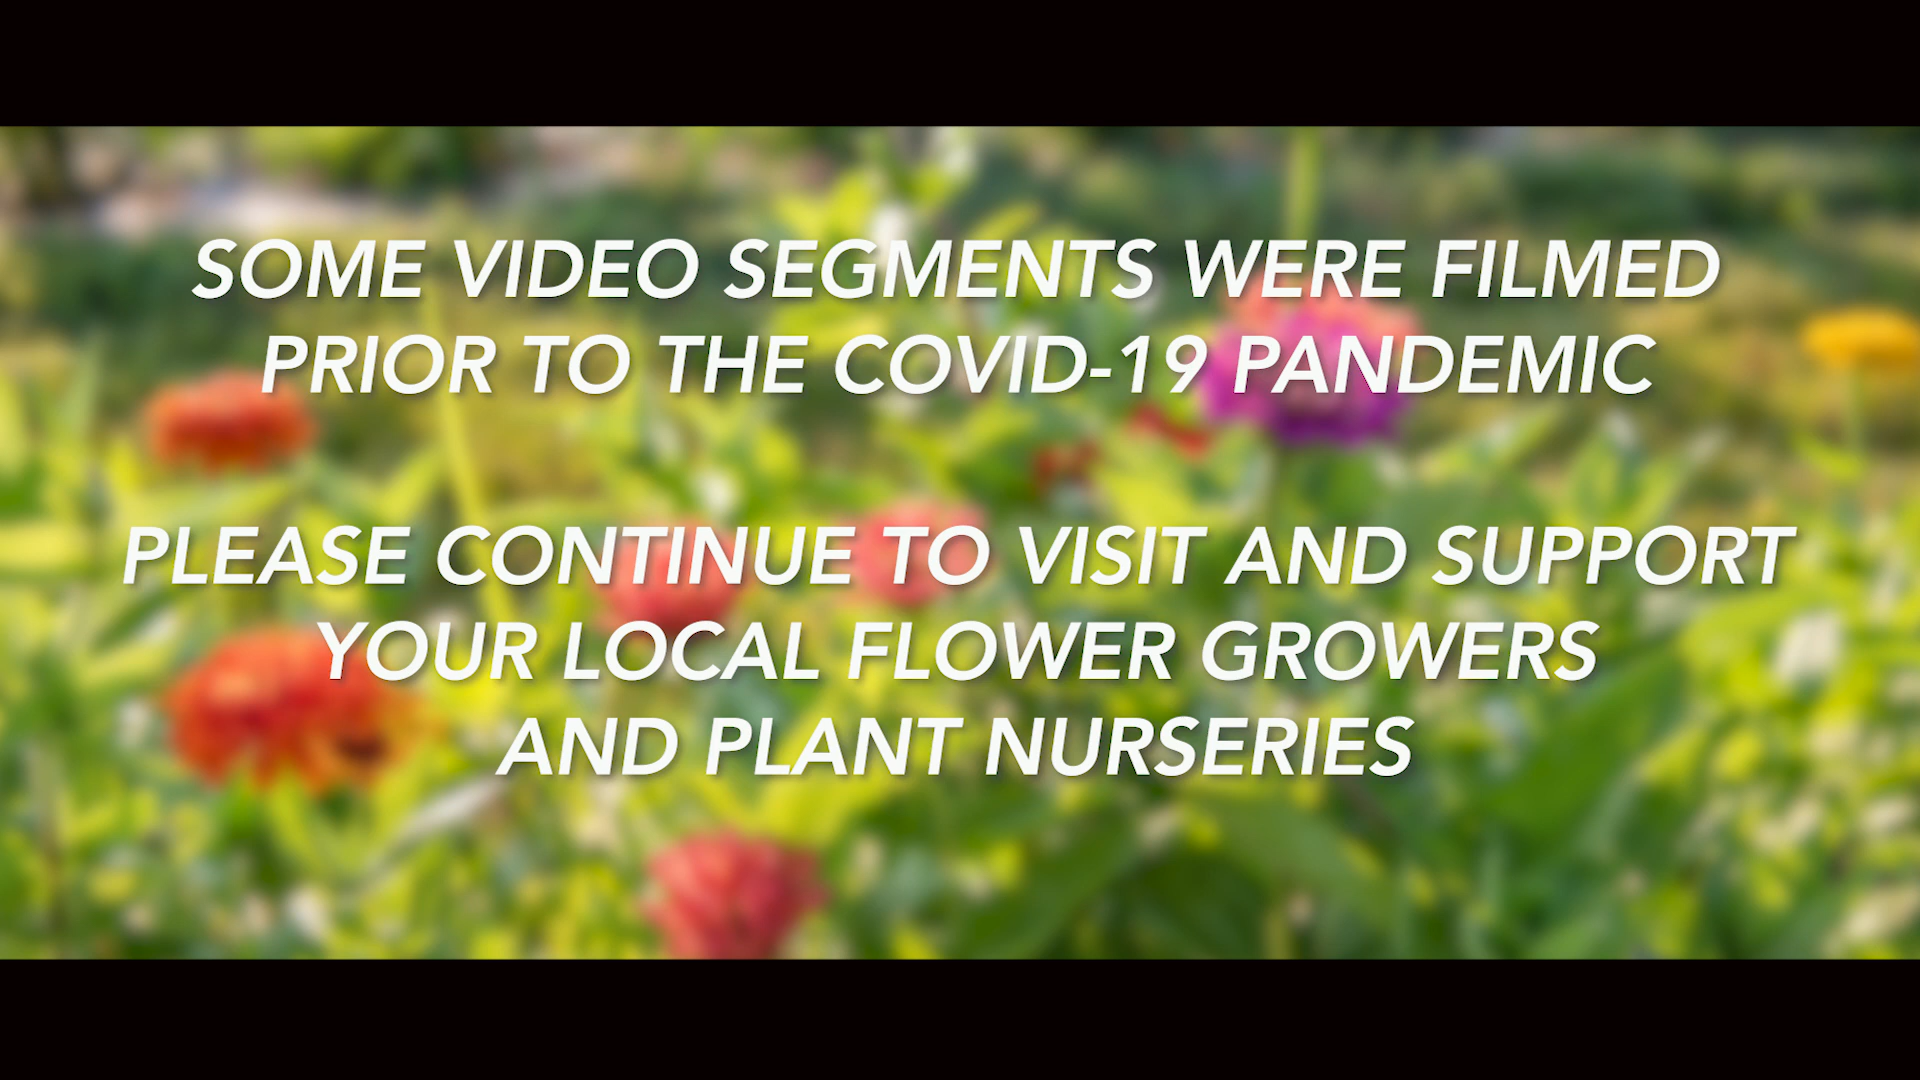 SOME VIDEO SEGMENTS WERE FILMED
PRIOR TO THE COVID-19 PANDEMIC
PLEASE CONTINUE TO VISIT AND SUPPORT
YOUR LOCAL FLOWER GROWERS
AND PLANT NURSERIES